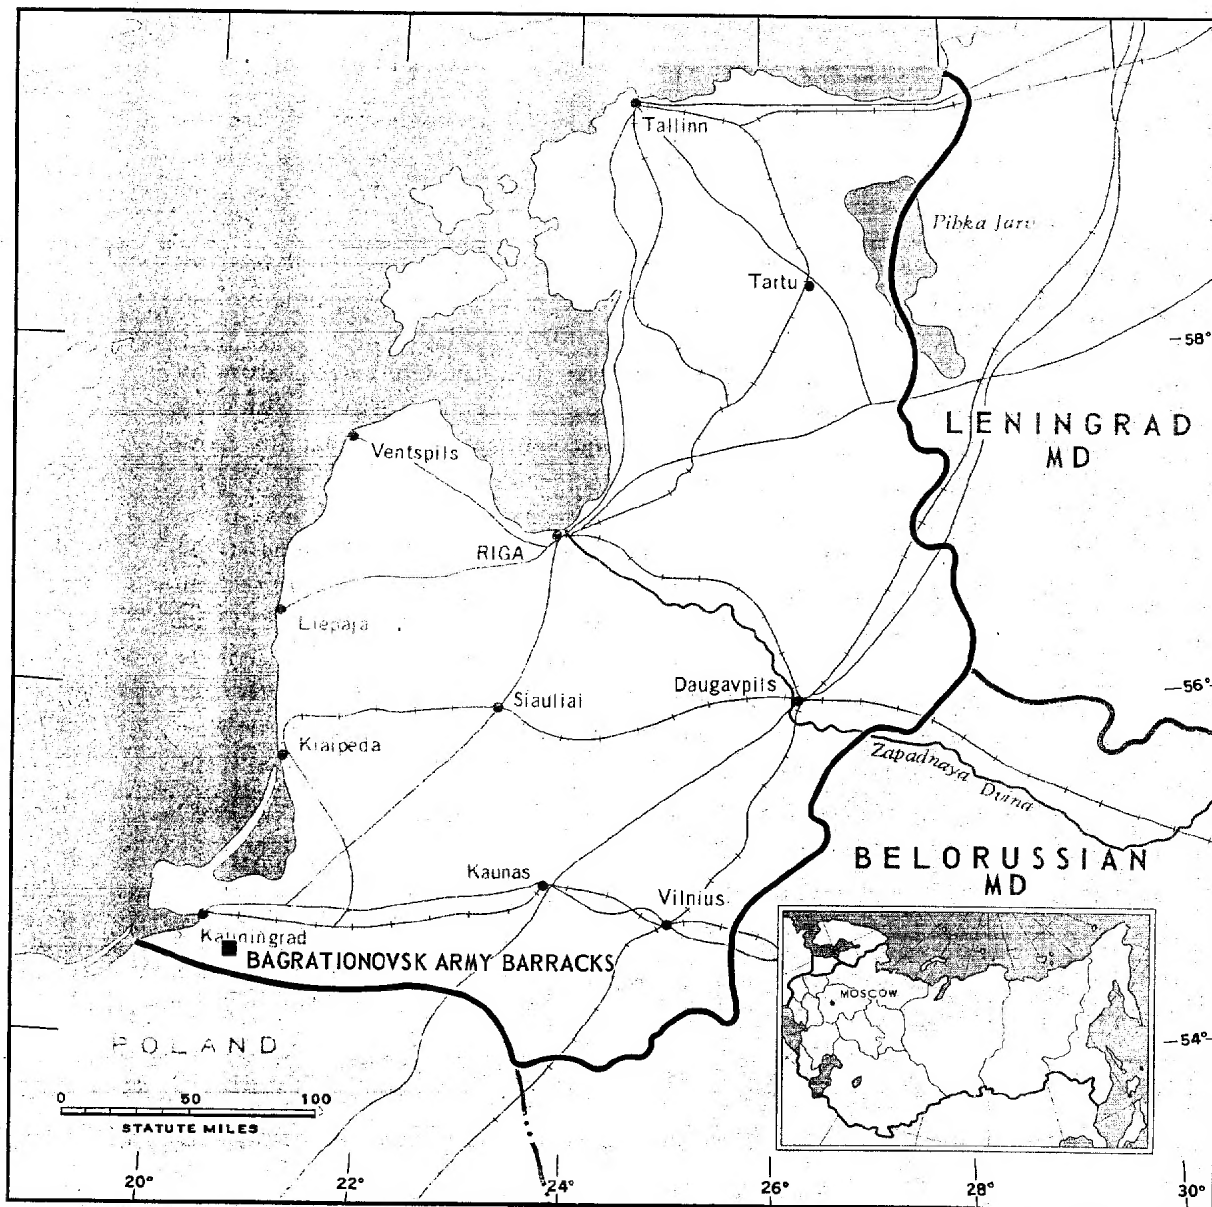 Tallinn
Pihka Jarv
Tartu
58°
LENINGRAD
MD
Ventspils
RIGA
Liepaja
Daugavpils
56°
Siauliai
Klaipeda
Zapadnaya
Dvina
BELORUSSIAN
MD
Kaunas
Vilnius
Kaliningrad
BAGRATIONOVSK ARMY BARRACKS
MOSCOW
POLAND
54°
0 50 100
STATUTE MILES
20° 22° 24° 26° 28° 30°